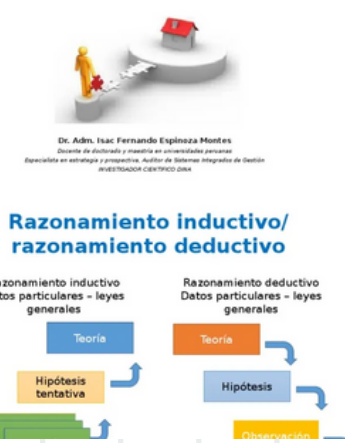 Dr. Adm. Isac Fernando Espinoza Montes
Docente de doctorado y maestría en universidades peruanas
Especialista en estrategia y prospectiva, Auditor de Sistemas Integrados de Gestión
INVESTIGADOR CIENTÍFICO DINA
Razonamiento inductivo/
razonamiento deductivo
azonamiento inductivo
tos particulares – leyes
generales
Teoría
Hipótesis
tentativa
Razonamiento deductivo
Datos particulares – leyes
generales
Teoría
Hipótesis
Observación